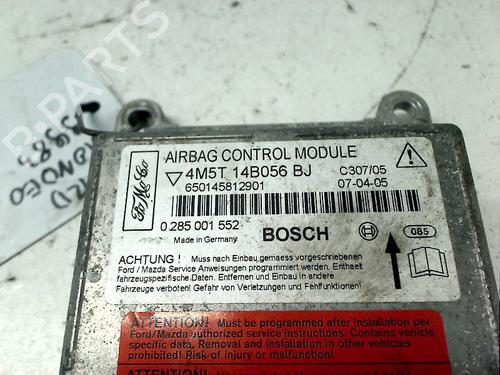 B-PARTS
FoMoCo
AIRBAG CONTROL MODULE
4M5T 14B056 BJ C307/05
650145812901 07-04-05
0 285 001 552
Made in Germany BOSCH 085
ACHTUNG ! Muss nach Einbau,gemaess vorgeschriebenen
Ford / Mazda Service Anweisungen programmiert werden. Enthaelt
fahrzeugspezifische Daten. Entfernen und Einbau in andere
Fahrzeuge verboten! Gefahr von Verletzungen und Fehlfunktionen!
ATTENTION! Must be programmed after installation per
Ford/Mazda authorized service instructions. Contains vehicle
specific data. Removal and installation in other vehicles
prohibited! Risk of injury or malfunction!